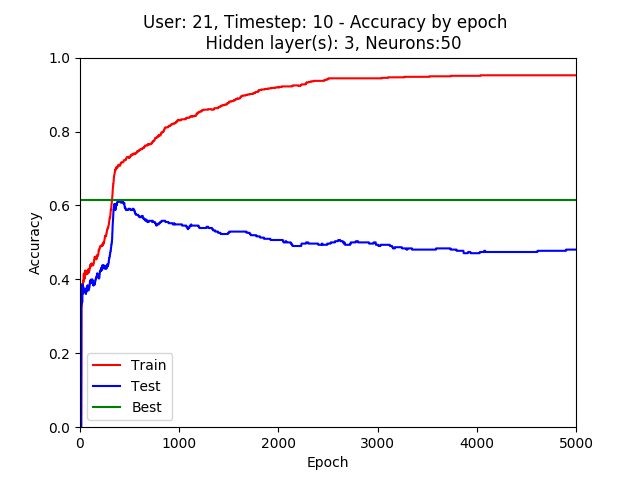 User: 21, Timestep: 10 - Accuracy by epoch
Hidden layer(s): 3, Neurons:50
1.0
0.8
0.6
0.4
0.2
0.0
Accuracy
Train
Test
Best
0 1000 2000 3000 4000 5000
Epoch